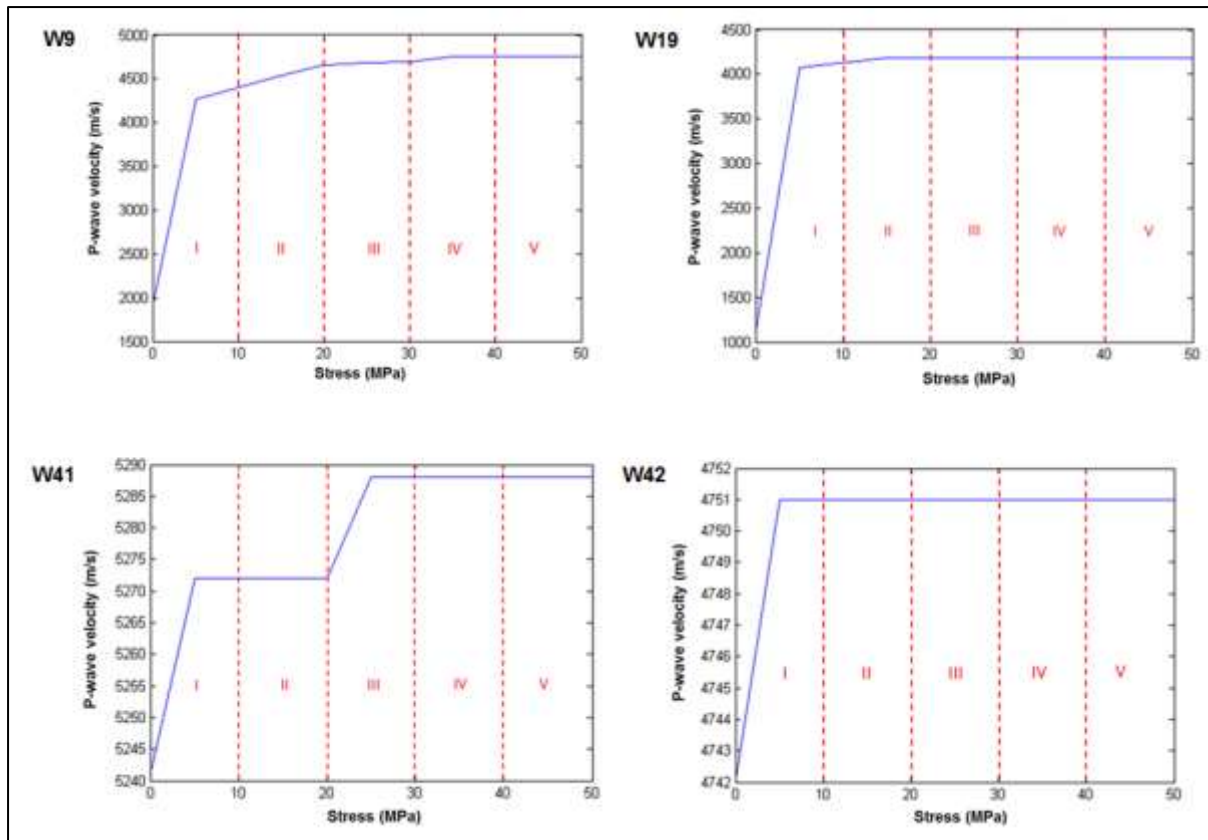 W9
P-wave velocity (m/s)
5000
4500
4000
3500
3000
2500
2000
1500
I II III IV V
0 10 20 30 40 50
Stress (MPa)
W19
P-wave velocity (m/s)
4500
4000
3500
3000
2500
2000
1500
1000
I II III IV V
0 10 20 30 40 50
Stress (MPa)
W41
P-wave velocity (m/s)
5290
5285
5280
5275
5270
5265
5260
5255
5250
5245
5240
I II III IV V
0 10 20 30 40 50
Stress (MPa)
W42
P-wave velocity (m/s)
4752
4751
4750
4749
4748
4747
4746
4745
4744
4743
4742
I II III IV V
0 10 20 30 40 50
Stress (MPa)